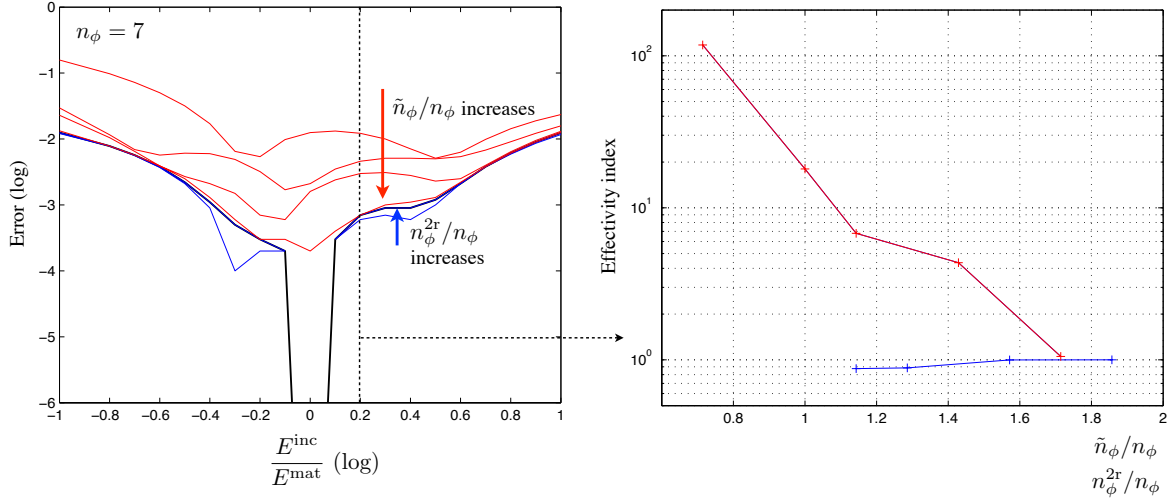 n_ϕ = 7
0
−1
−2
−3
−4
−5
−6
Error (log)
ñ_ϕ/n_ϕ increases
n_ϕ^{2r}/n_ϕ
increases
−1 −0.8 −0.6 −0.4 −0.2 0 0.2 0.4 0.6 0.8 1
E^{inc}
E^{mat} (log)
10^2
10^1
10^0
Effectivity index
0.8 1 1.2 1.4 1.6 1.8 2
ñ_ϕ/n_ϕ
n_ϕ^{2r}/n_ϕ